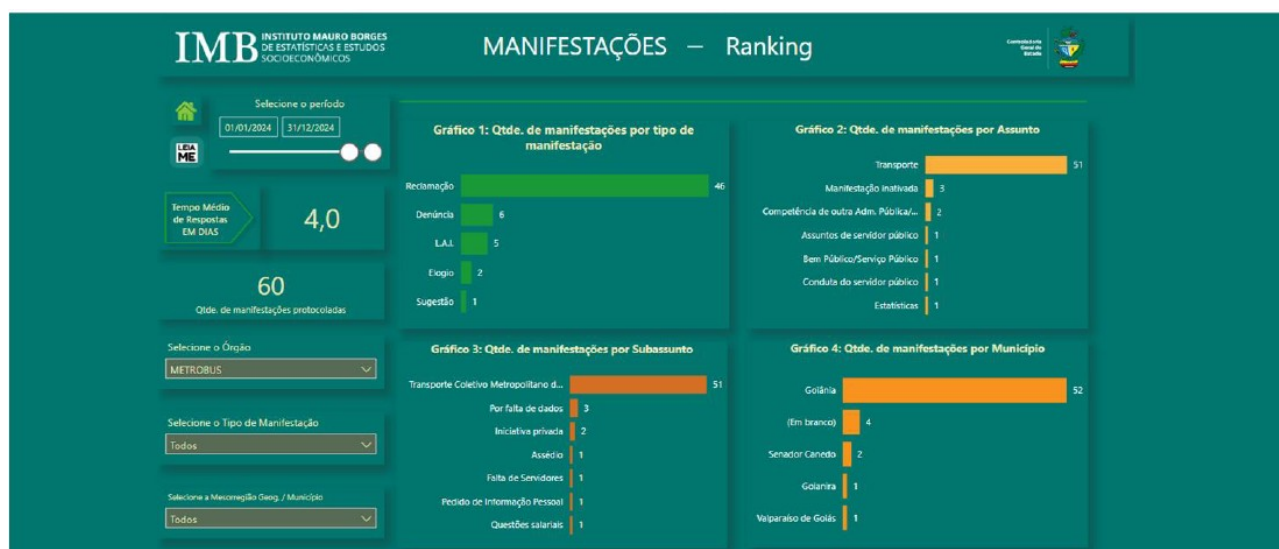 IMB INSTITUTO MAURO BORGES
DE ESTATÍSTICAS E ESTUDOS
SOCIOECONÔMICOS
MANIFESTAÇÕES – Ranking
Controladoria
Geral do
Estado
Selecione o período
01/01/2024 31/12/2024
LEIA
ME
Tempo Médio
de Respostas
EM DIAS
4,0
60
Qtde. de manifestações protocoladas
Selecione o Órgão
METROBUS
Selecione o Tipo de Manifestação
Todos
Selecione a Mesorregião Geog. / Município
Todos
Gráfico 1: Qtde. de manifestações por tipo de
manifestação
Reclamação 46
Denúncia 6
L.A.I. 5
Elogio 2
Sugestão 1
Gráfico 2: Qtde. de manifestações por Assunto
Transporte 51
Manifestação Inativada 3
Competência de outra Adm. Pública/... 2
Assuntos de servidor público 1
Bem Público/Serviço Público 1
Conduta do servidor público 1
Estatísticas 1
Gráfico 3: Qtde. de manifestações por Subassunto
Transporte Coletivo Metropolitano d... 51
Por falta de dados 3
Iniciativa privada 2
Assédio 1
Falta de Servidores 1
Pedido de Informação Pessoal 1
Questões salariais 1
Gráfico 4: Qtde. de manifestações por Município
Goiânia 52
(Em branco) 4
Senador Canedo 2
Goianira 1
Valparaíso de Goiás 1